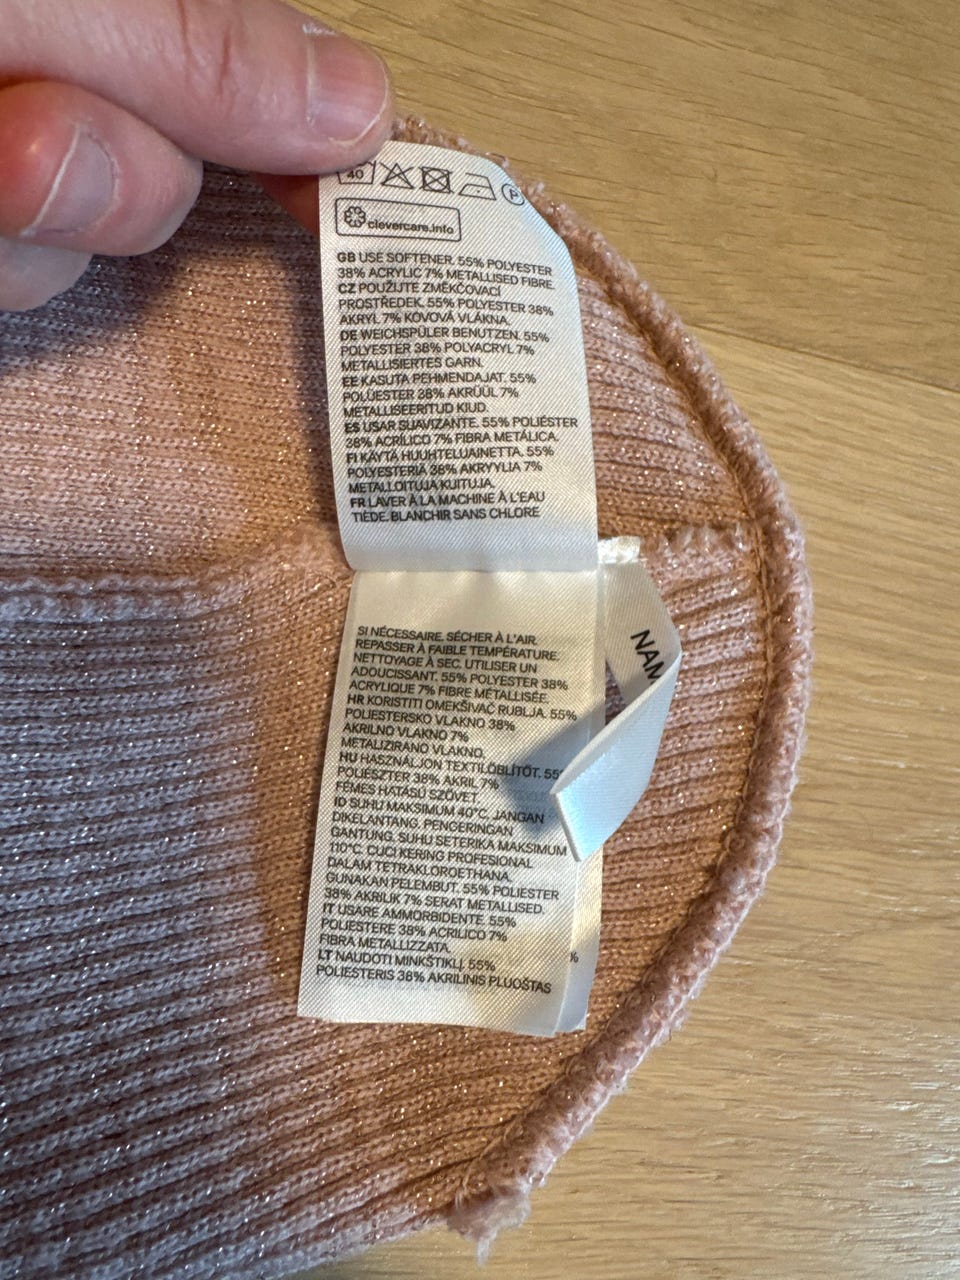 40
P
clevercare.info
GB USE SOFTENER. 55% POLYESTER
38% ACRYLIC 7% METALLISED FIBRE.
CZ POUŽIJTE ZMĚKČOVACÍ
PROSTŘEDEK. 55% POLYESTER 38%
AKRYL 7% KOVOVÁ VLÁKNA.
DE WEICHSPÜLER BENUTZEN. 55%
POLYESTER 38% POLYACRYL 7%
METALLISIERTES GARN.
EE KASUTA PEHMENDAJAT. 55%
POLÜESTER 38% AKRÜÜL 7%
METALLISEERITUD KIUD.
ES USAR SUAVIZANTE. 55% POLIÉSTER
38% ACRÍLICO 7% FIBRA METÁLICA.
FI KÄYTÄ HUUHTELUAINETTA. 55%
POLYESTERIÄ 38% AKRYYLIA 7%
METALLOITUJA KUITUJA.
FR LAVER À LA MACHINE À L'EAU
TIÈDE. BLANCHIR SANS CHLORE
SI NÉCESSAIRE. SÉCHER À L'AIR.
REPASSER À FAIBLE TEMPÉRATURE.
NETTOYAGE À SEC. UTILISER UN
ADOUCISSANT. 55% POLYESTER 38%
ACRYLIQUE 7% FIBRE MÉTALLISÉE.
HR KORISTITI OMEKŠIVAČ RUBLJA. 55%
POLIESTERSKO VLAKNO 38%
AKRILNO VLAKNO 7%
METALIZIRANO VLAKNO.
HU HASZNÁLJON TEXTILÖBLÍTŐT. 55
POLIÉSZTER 38% AKRIL 7%
FÉMES HATÁSÚ SZÖVET.
ID SUHU MAKSIMUM 40°C. JANGAN
DIKELANTANG. PENGERINGAN
GANTUNG. SUHU SETERIKA MAKSIMUM
110°C. CUCI KERING PROFESIONAL
DALAM TETRAKLOROETHANA.
GUNAKAN PELEMBUT. 55% POLIESTER
38% AKRILIK 7% SERAT METALLISED.
IT USARE AMMORBIDENTE. 55%
POLIESTERE 38% ACRILICO 7%
FIBRA METALLIZZATA.
LT NAUDOTI MINKŠTIKLĮ. 55%
POLIESTERIS 38% AKRILINIS PLUOŠTAS
%
NAM